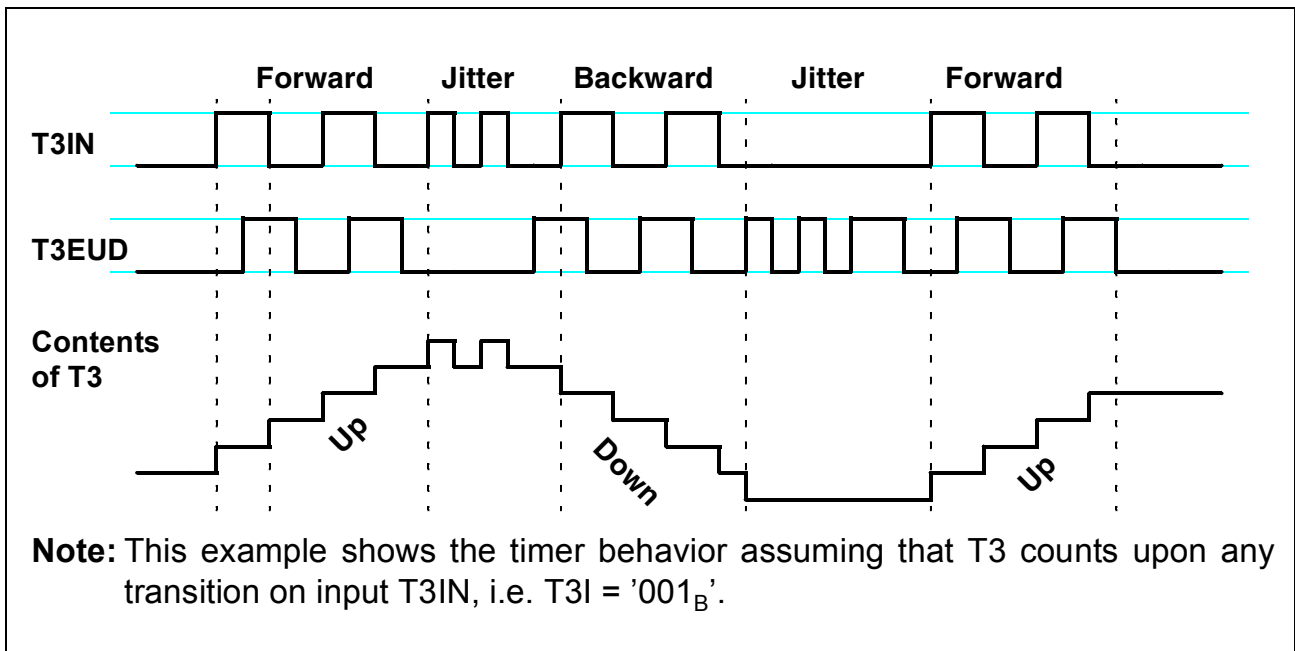 Forward Jitter Backward Jitter Forward
T3IN
T3EUD
Contents
of T3
Up
Down
Up
Note: This example shows the timer behavior assuming that T3 counts upon any
transition on input T3IN, i.e. T3I = ’001B’.